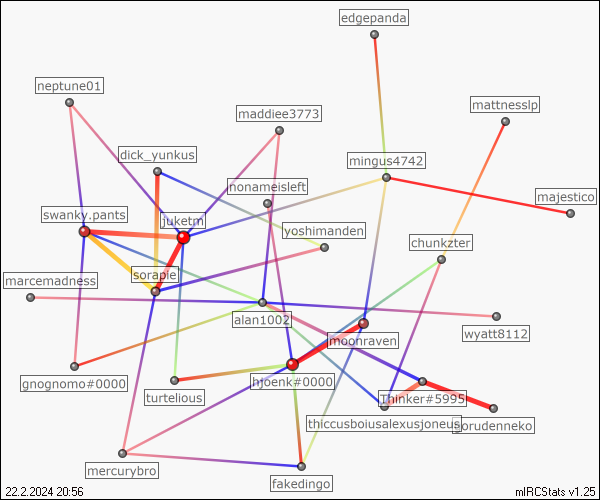 edgepanda
neptune01
mattnesslp
maddiee3773
dick_yunkus
mingus4742
nonameisleft
majestico
swanky.pants
juketm
yoshimanden
chunkzter
sorapie
marcemadness
alan1002
wyatt8112
moonraven
gnognomo#0000
hjoenk#0000
turtelious
Thinker#5995
thiccusboiusalexusjoneus
gorudenneko
mercurybro
fakedingo
22.2.2024 20:56
mIRCStats v1.25